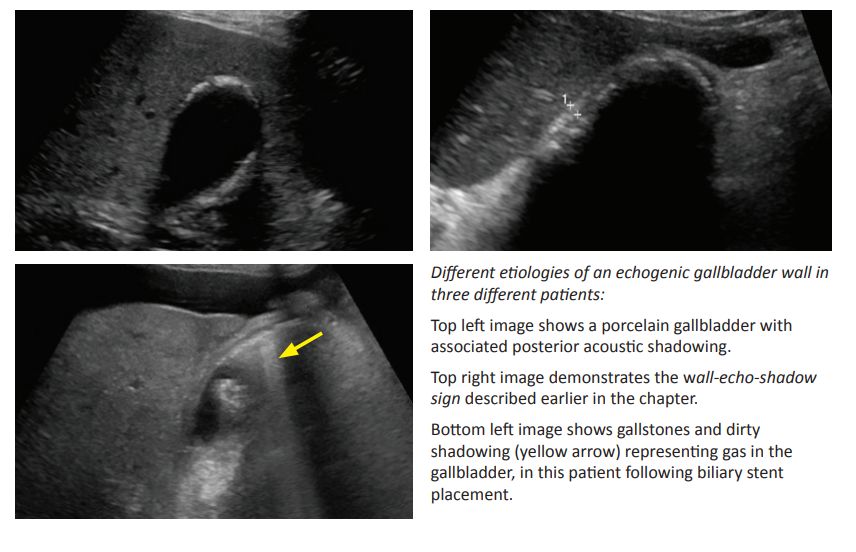 1
Different etiologies of an echogenic gallbladder wall in
three different patients:
Top left image shows a porcelain gallbladder with
associated posterior acoustic shadowing.
Top right image demonstrates the wall-echo-shadow
sign described earlier in the chapter.
Bottom left image shows gallstones and dirty
shadowing (yellow arrow) representing gas in the
gallbladder, in this patient following biliary stent
placement.